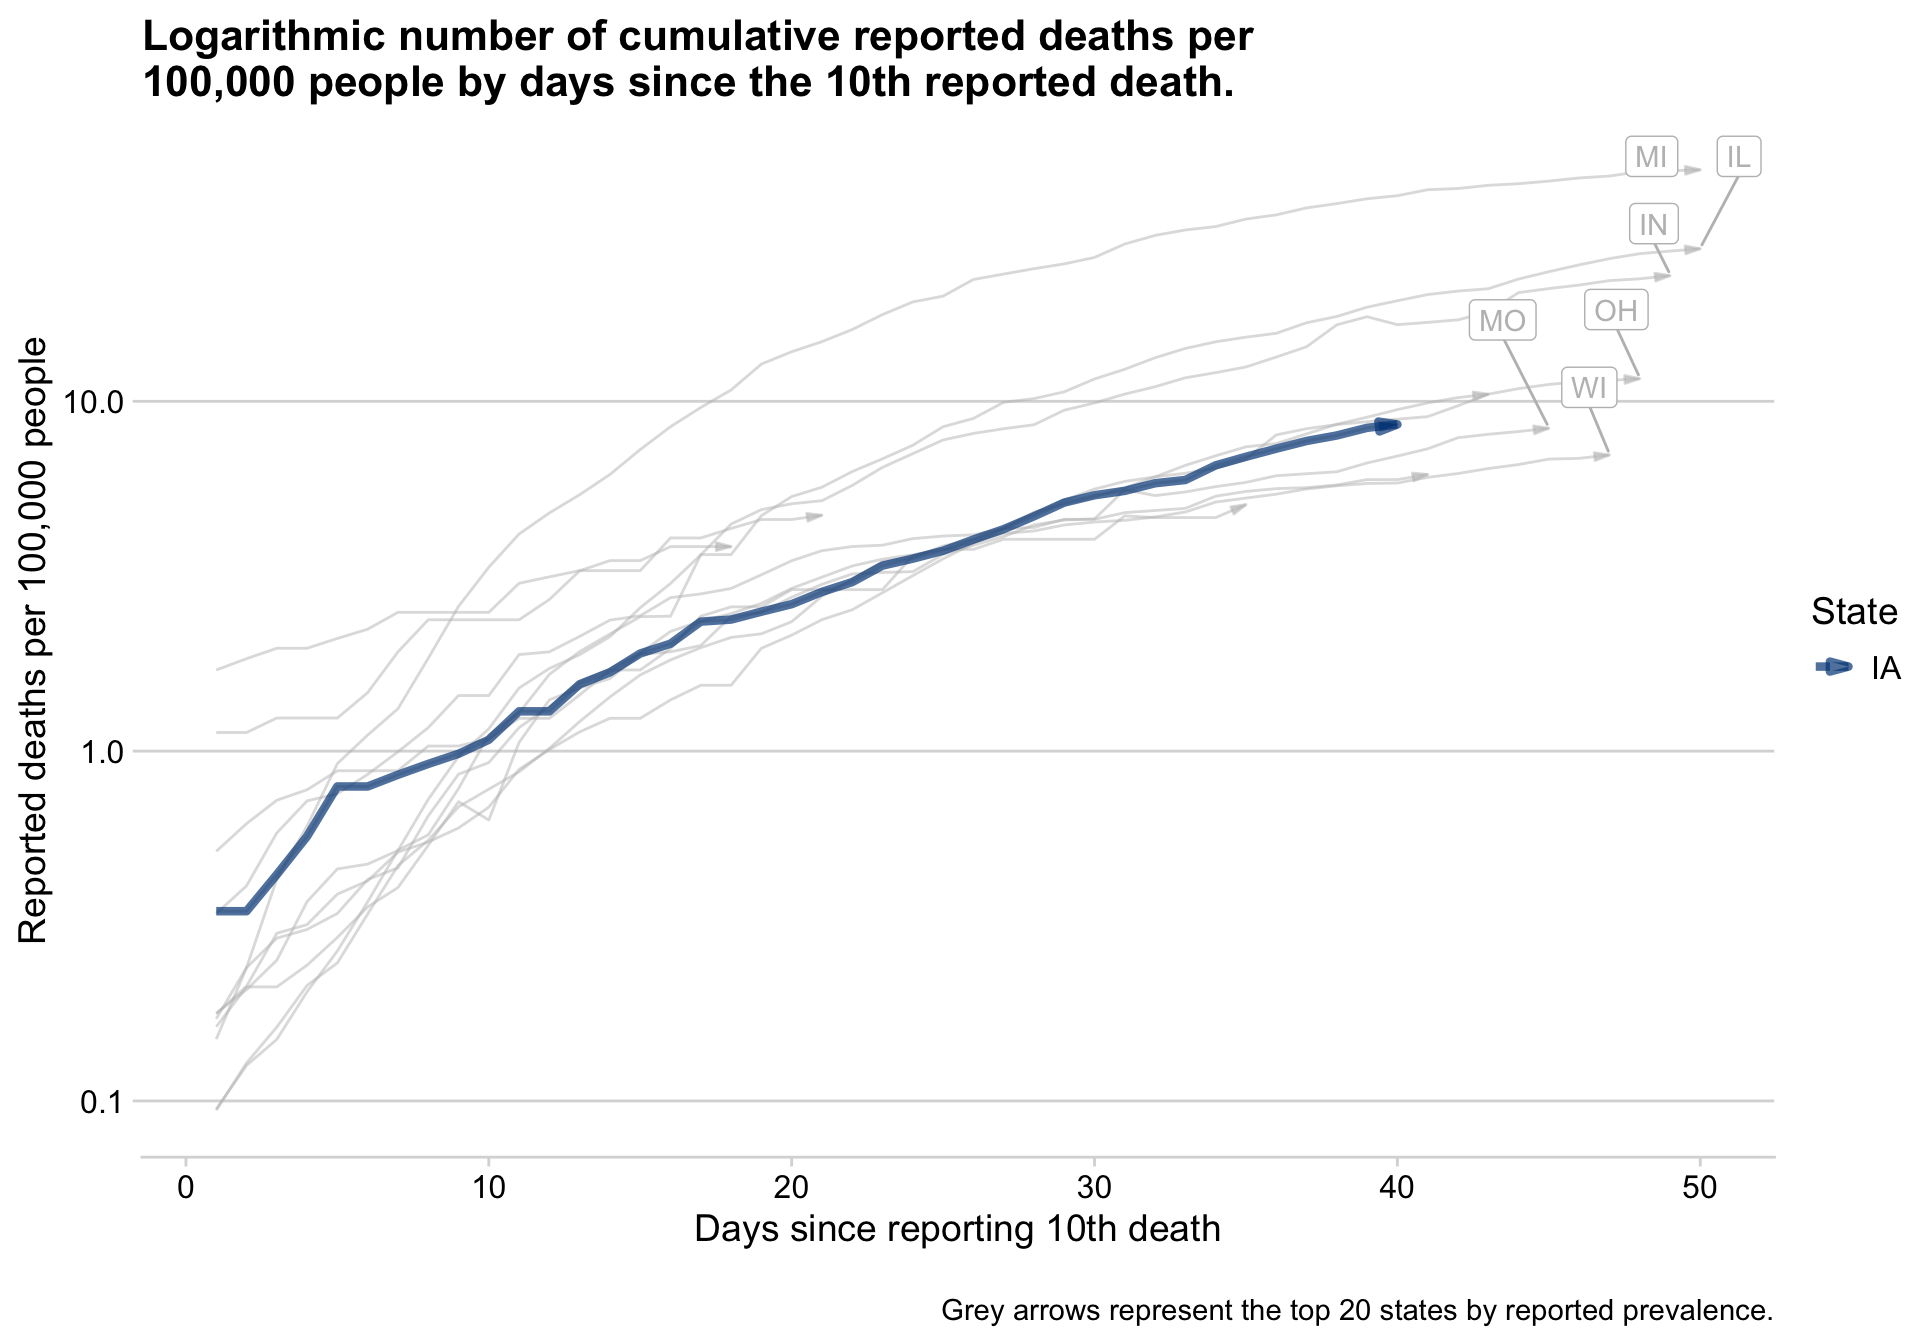 Logarithmic number of cumulative reported deaths per
100,000 people by days since the 10th reported death.
Reported deaths per 100,000 people
10.0
1.0
0.1
MI
IL
IN
MO
OH
WI
State
IA
0
10
20
30
40
50
Days since reporting 10th death
Grey arrows represent the top 20 states by reported prevalence.